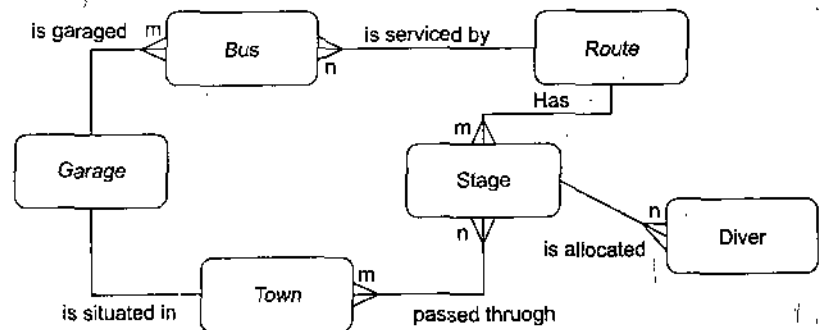 is garaged
m
Bus
n
is serviced by
Route
Has
m
Garage
Stage
n
n
Diver
is allocated
m
Town
is situated in
passed thruogh